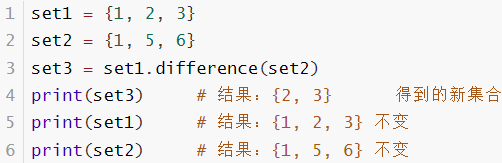 1 set1 = {1, 2, 3}
2 set2 = {1, 5, 6}
3 set3 = set1.difference(set2)
4 print(set3)     # 结果：{2, 3}      得到的新集合
5 print(set1)     # 结果：{1, 2, 3} 不变
6 print(set2)     # 结果：{1, 5, 6} 不变